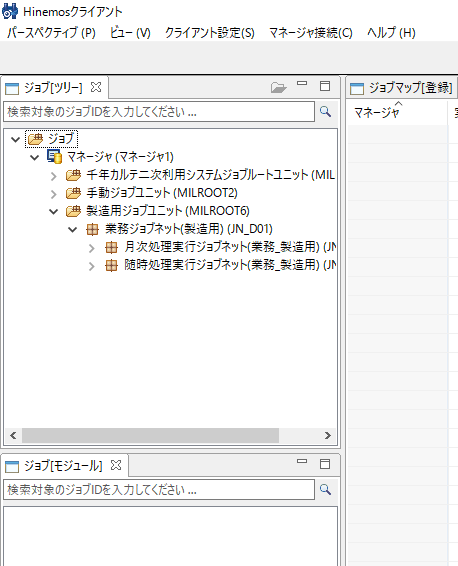 Hinemosクライアント
パースペクティブ (P) ビュー (V) クライアント設定(S) マネージャ接続(C) ヘルプ (H)
ジョブ[ツリー]
検索対象のジョブIDを入力してください ...
ジョブ
マネージャ (マネージャ1)
千年カルテ二次利用システムジョブルートユニット (MIL
手動ジョブユニット (MILROOT2)
製造用ジョブユニット (MILROOT6)
業務ジョブネット(製造用) (JN_D01)
月次処理実行ジョブネット(業務_製造用) (JN
随時処理実行ジョブネット(業務_製造用) (JN
ジョブ[モジュール]
検索対象のジョブIDを入力してください ...
ジョブマップ[登録]
マネージャ